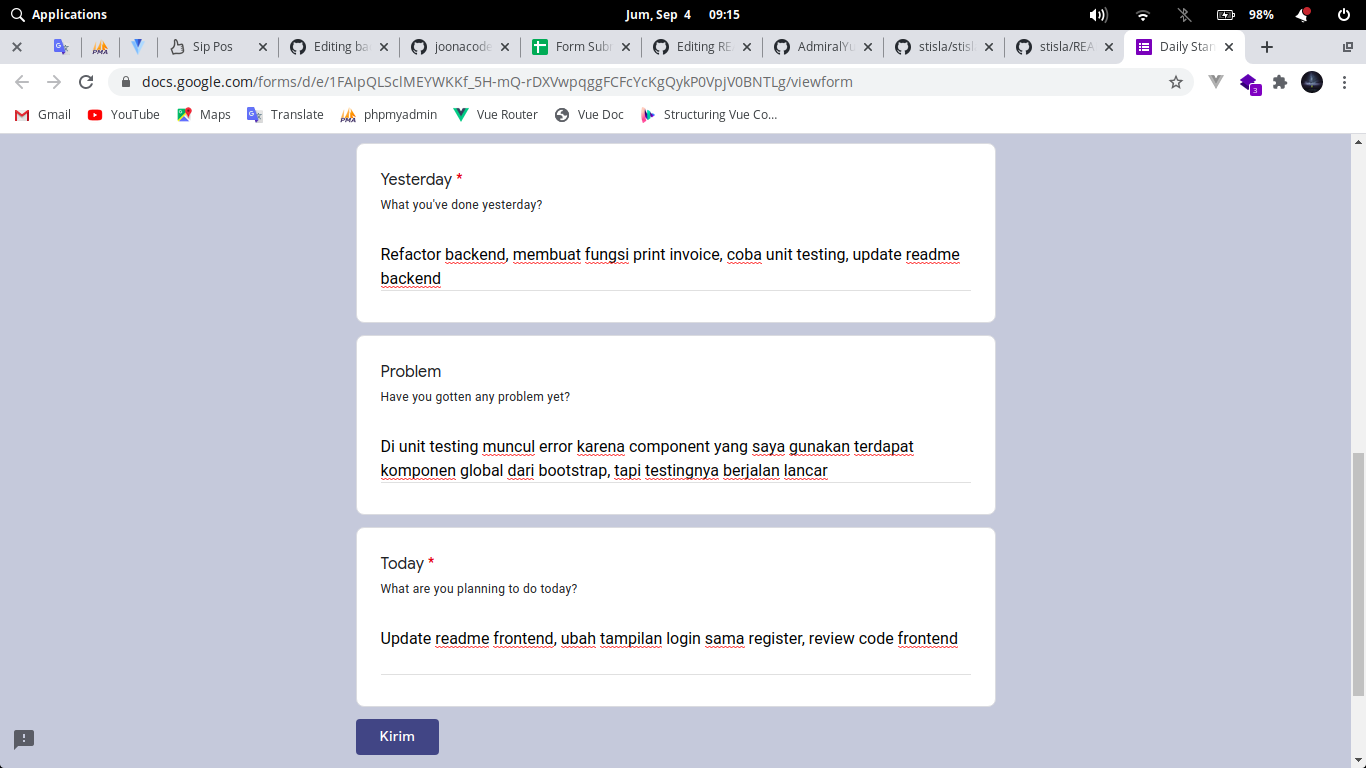 Applications
Jum, Sep 4 09:15
98%
Sip Pos
Editing ba
joonacode
Form Subr
Editing RE
AdmiralYu
stisla/stisl
stisla/REA
Daily Stan
docs.google.com/forms/d/e/1FAIpQLSclMEYWKKf_5H-mQ-rDXVwpqggFCFcYcKgQykP0VpjV0BNTLg/viewform
3
Gmail
YouTube
Maps
Translate
PMA
phpmyadmin
Vue Router
Vue Doc
Structuring Vue Co...
Yesterday *
What you've done yesterday?
Refactor backend, membuat fungsi print invoice, coba unit testing, update readme
backend
Problem
Have you gotten any problem yet?
Di unit testing muncul error karena component yang saya gunakan terdapat
komponen global dari bootstrap, tapi testingnya berjalan lancar
Today *
What are you planning to do today?
Update readme frontend, ubah tampilan login sama register, review code frontend
Kirim